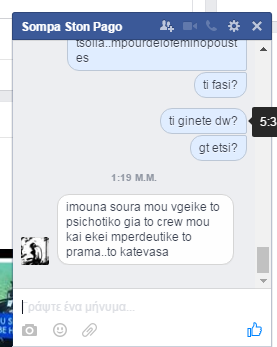 Sompa Ston Pago
tsolia..mpourdelofeminopoust
es
ti fasi?
ti ginete dw?
5:3
gt etsi?
1:19 Μ.Μ.
imouna soura mou vgeike to
psichotiko gia to crew mou
kai ekei mperdeutike to
prama..to katevasa
Γράψτε ένα μήνυμα...